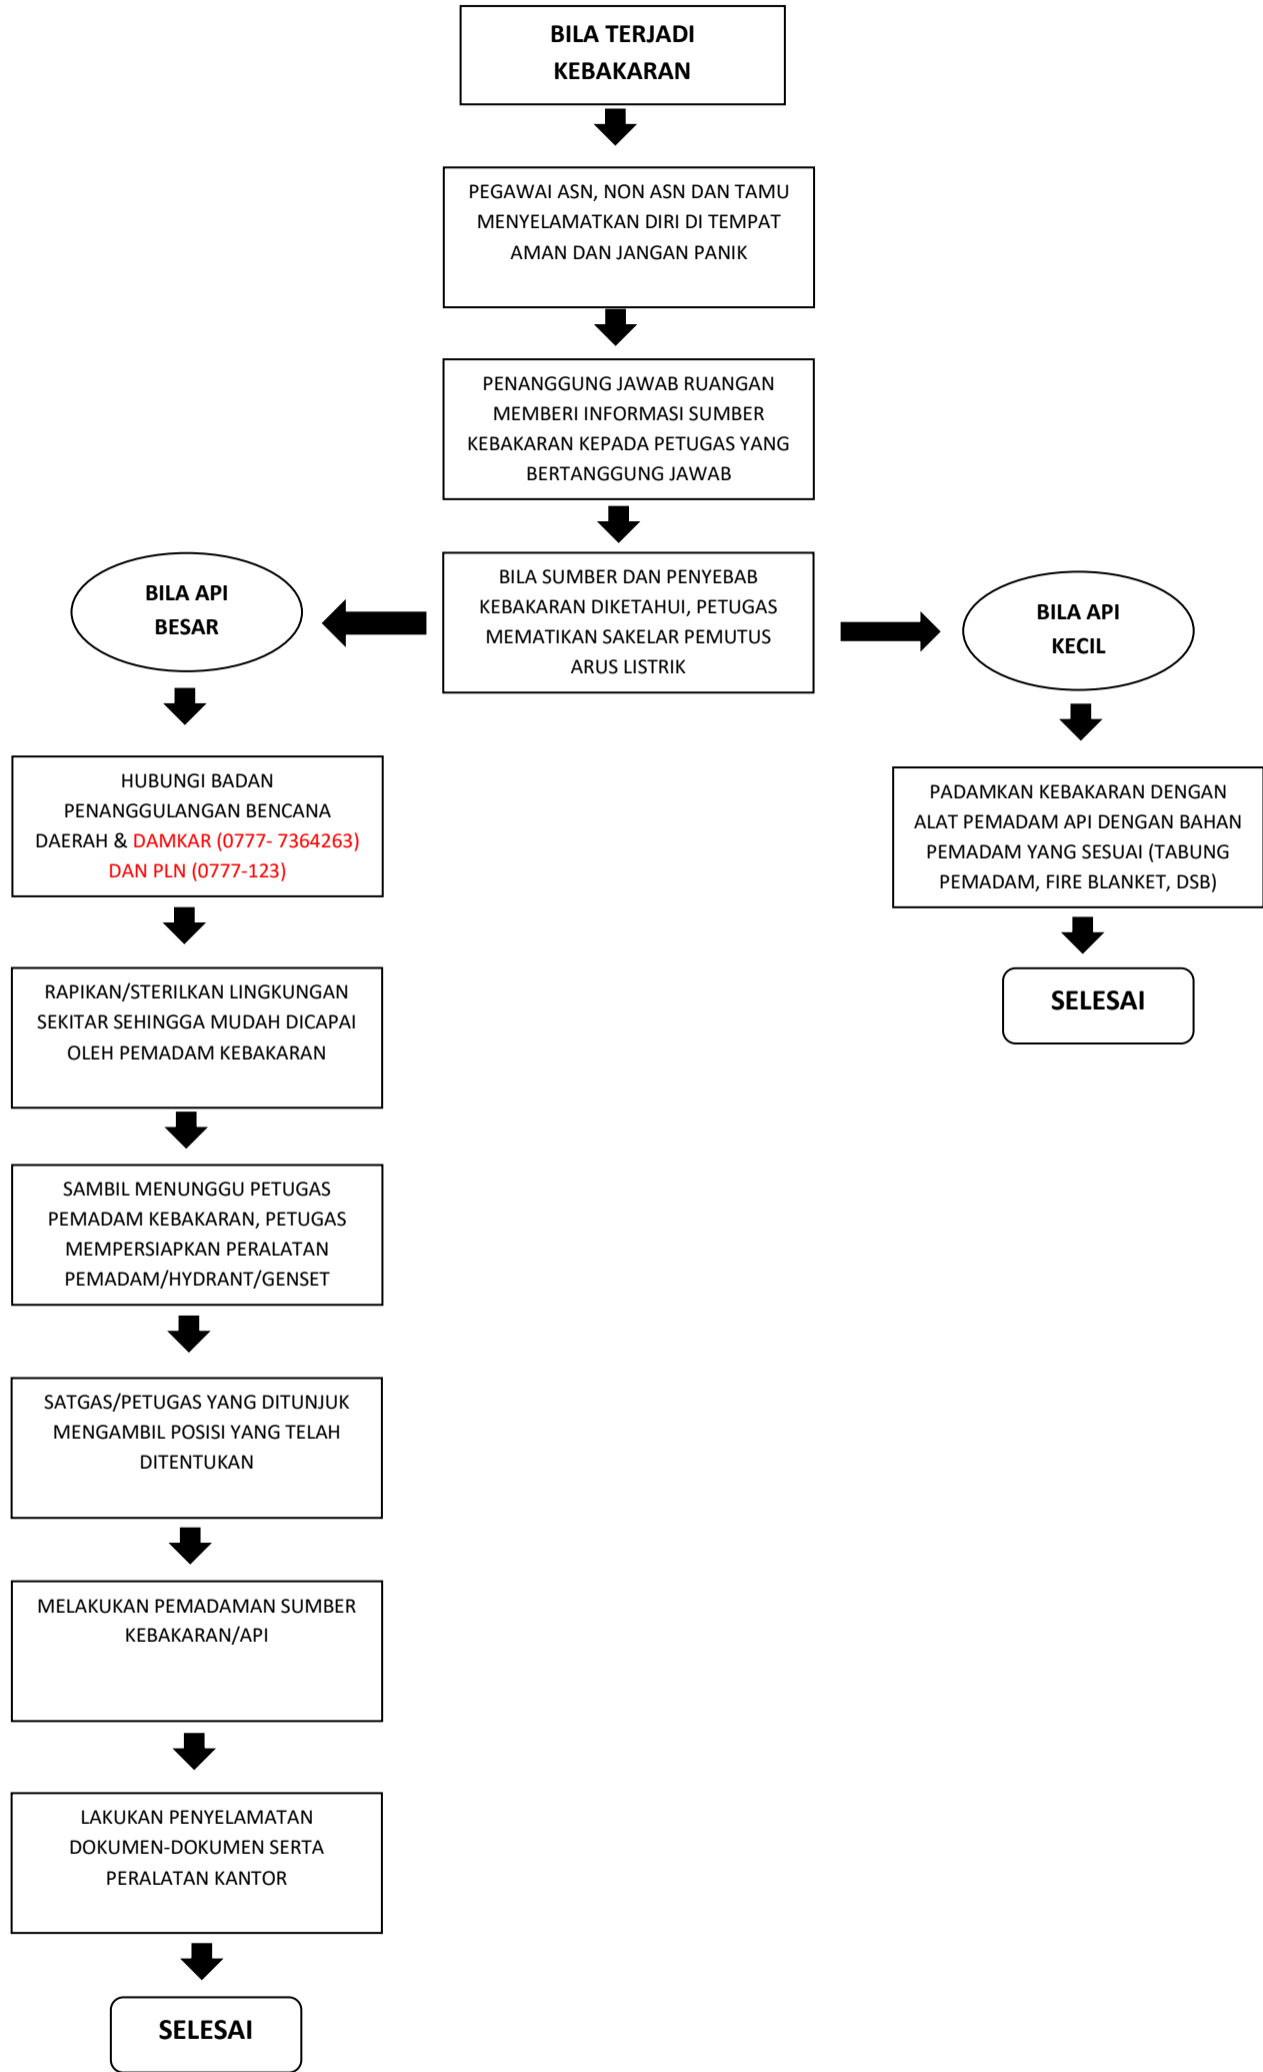 BILA TERJADI
KEBAKARAN
PEGAWAI ASN, NON ASN DAN TAMU
MENYELAMATKAN DIRI DI TEMPAT
AMAN DAN JANGAN PANIK
PENANGGUNG JAWAB RUANGAN
MEMBERI INFORMASI SUMBER
KEBAKARAN KEPADA PETUGAS YANG
BERTANGGUNG JAWAB
BILA SUMBER DAN PENYEBAB
KEBAKARAN DIKETAHUI, PETUGAS
MEMATIKAN SAKELAR PEMUTUS
ARUS LISTRIK
BILA API
BESAR
HUBUNGI BADAN
PENANGGULANGAN BENCANA
DAERAH & DAMKAR (0777- 7364263)
DAN PLN (0777-123)
RAPIKAN/STERILKAN LINGKUNGAN
SEKITAR SEHINGGA MUDAH DICAPAI
OLEH PEMADAM KEBAKARAN
SAMBIL MENUNGGU PETUGAS
PEMADAM KEBAKARAN, PETUGAS
MEMPERSIAPKAN PERALATAN
PEMADAM/HYDRANT/GENSET
SATGAS/PETUGAS YANG DITUNJUK
MENGAMBIL POSISI YANG TELAH
DITENTUKAN
MELAKUKAN PEMADAMAN SUMBER
KEBAKARAN/API
LAKUKAN PENYELAMATAN
DOKUMEN-DOKUMEN SERTA
PERALATAN KANTOR
SELESAI
BILA API
KECIL
PADAMKAN KEBAKARAN DENGAN
ALAT PEMADAM API DENGAN BAHAN
PEMADAM YANG SESUAI (TABUNG
PEMADAM, FIRE BLANKET, DSB)
SELESAI